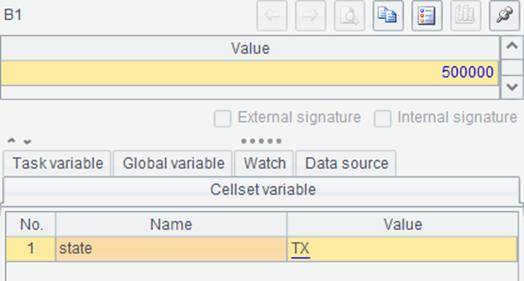 B1
Value
500000
External signature Internal signature
Task variable Global variable Watch Data source
Cellset variable
No. Name Value
1 state TX